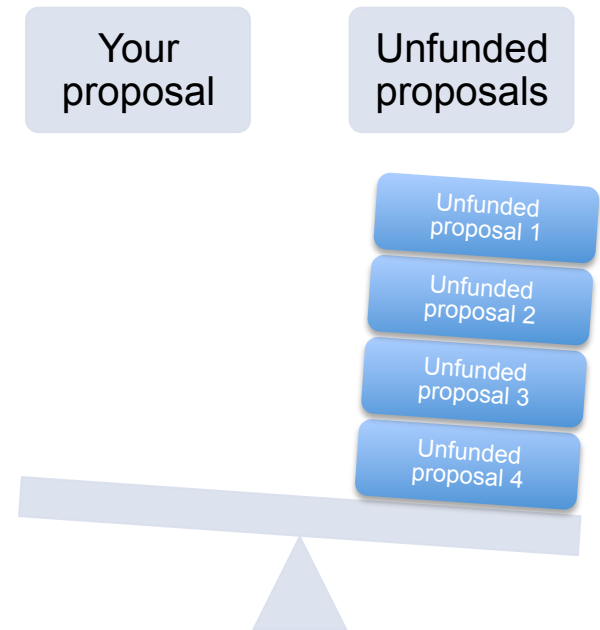 Your
proposal
Unfunded
proposals
Unfunded
proposal 1
Unfunded
proposal 2
Unfunded
proposal 3
Unfunded
proposal 4